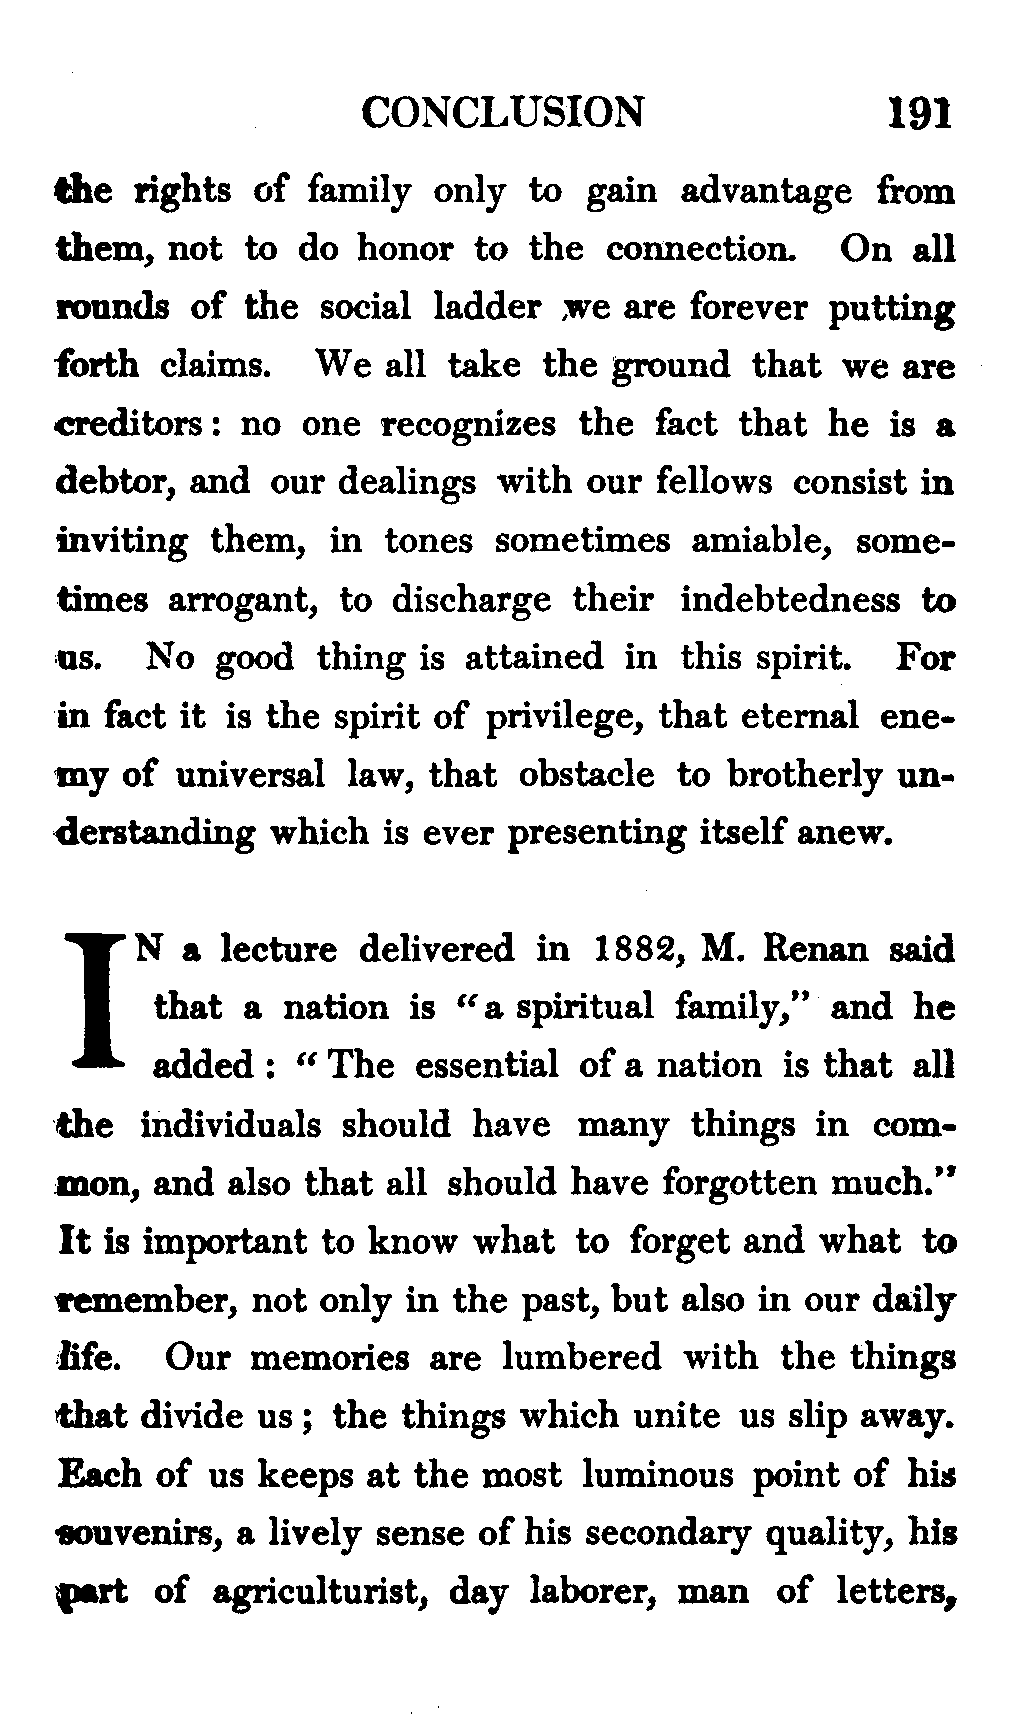 CONCLUSION 191
the rights of family only to gain advantage from
them, not to do honor to the connection. On all
rounds of the social ladder we are forever putting
forth claims. We all take the ground that we are
creditors: no one recognizes the fact that he is a
debtor, and our dealings with our fellows consist in
inviting them, in tones sometimes amiable, some-
times arrogant, to discharge their indebtedness to
us. No good thing is attained in this spirit. For
in fact it is the spirit of privilege, that eternal ene-
my of universal law, that obstacle to brotherly un-
derstanding which is ever presenting itself anew.
IN a lecture delivered in 1882, M. Renan said
that a nation is "a spiritual family," and he
added: "The essential of a nation is that all
the individuals should have many things in com-
mon, and also that all should have forgotten much."
It is important to know what to forget and what to
remember, not only in the past, but also in our daily
life. Our memories are lumbered with the things
that divide us; the things which unite us slip away.
Each of us keeps at the most luminous point of his
souvenirs, a lively sense of his secondary quality, his
part of agriculturist, day laborer, man of letters,